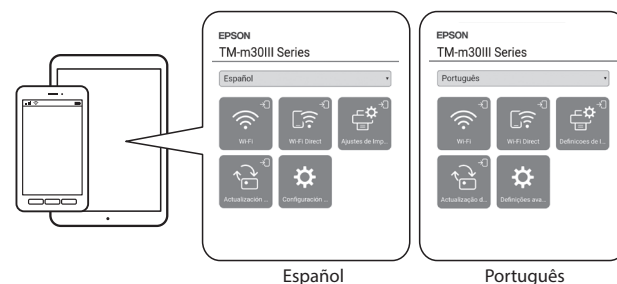 EPSON
TM-m30III Series
Español
Wi-Fi
Wi-Fi Direct
Ajustes de Imp...
Actualización ...
Configuración ...
Español
EPSON
TM-m30III Series
Português
Wi-Fi
Wi-Fi Direct
Definicoes de I...
Actualização d...
Definições ava...
Português